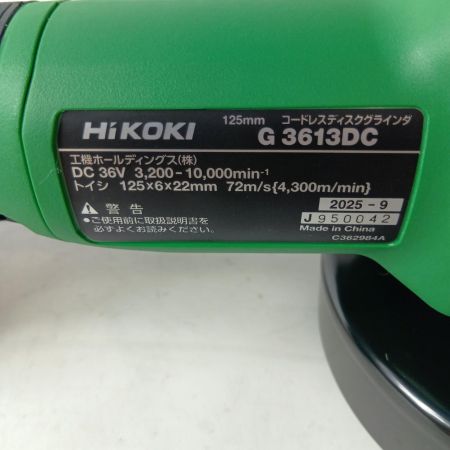 125mm コードレスディスクグラインダ
HiKOKI G 3613DC
工機ホールディングス(株)
DC 36V 3,200-10,000min⁻¹
トイシ 125×6×22mm 72m/s{4,300m/min}
警告
●ご使用前に取扱説明書を
必ずよくお読みください。
2025-9
J950042
Made in China
C362984A